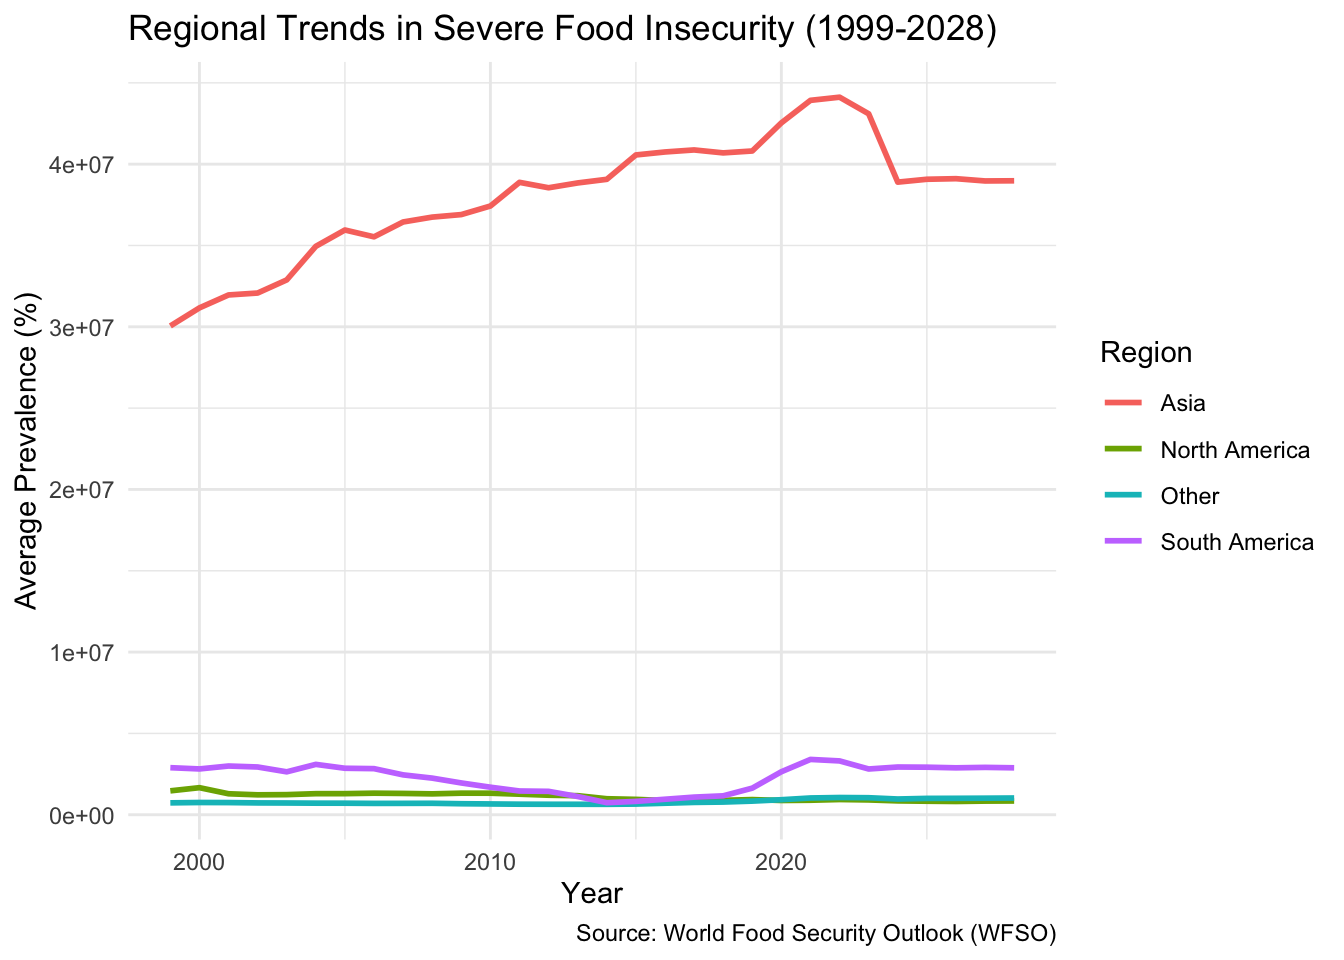 Regional Trends in Severe Food Insecurity (1999-2028)
Average Prevalence (%)
4e+07
3e+07
2e+07
1e+07
0e+00
2000
2010
2020
Year
Region
Asia
North America
Other
South America
Source: World Food Security Outlook (WFSO)